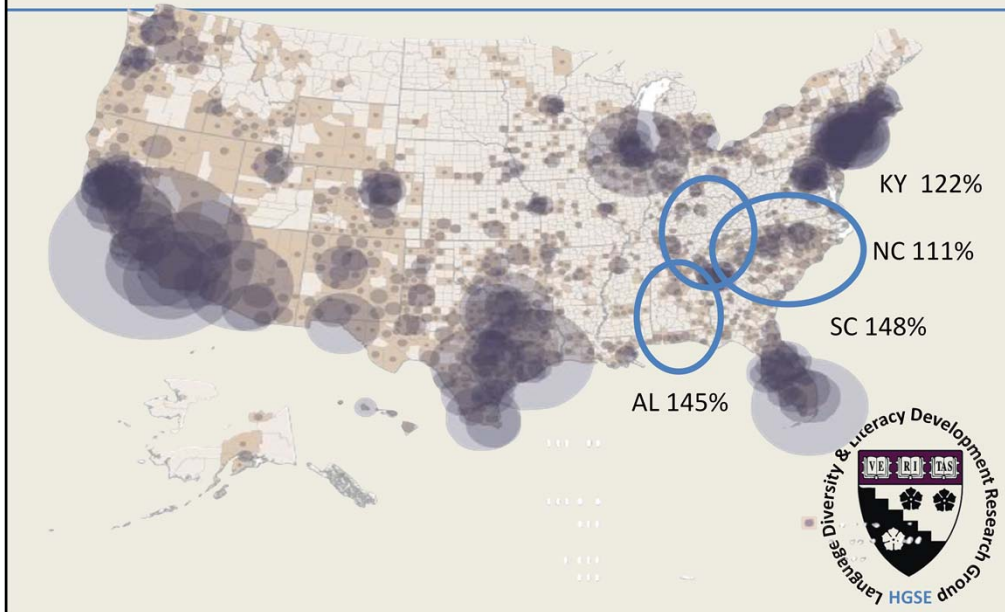 KY 122%
NC 111%
SC 148%
AL 145%
Language Diversity & Literacy Development Research Group
VE RI TAS
HGSE